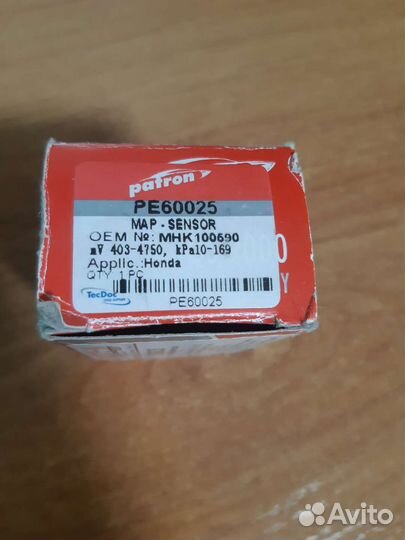 patron
PE60025
MAP - SENSOR
OEM №: MHK100690
mV 403-4750, kPa10-169
Applic.:Honda
QTY 1 PC
TecDoc
PE60025
Avito